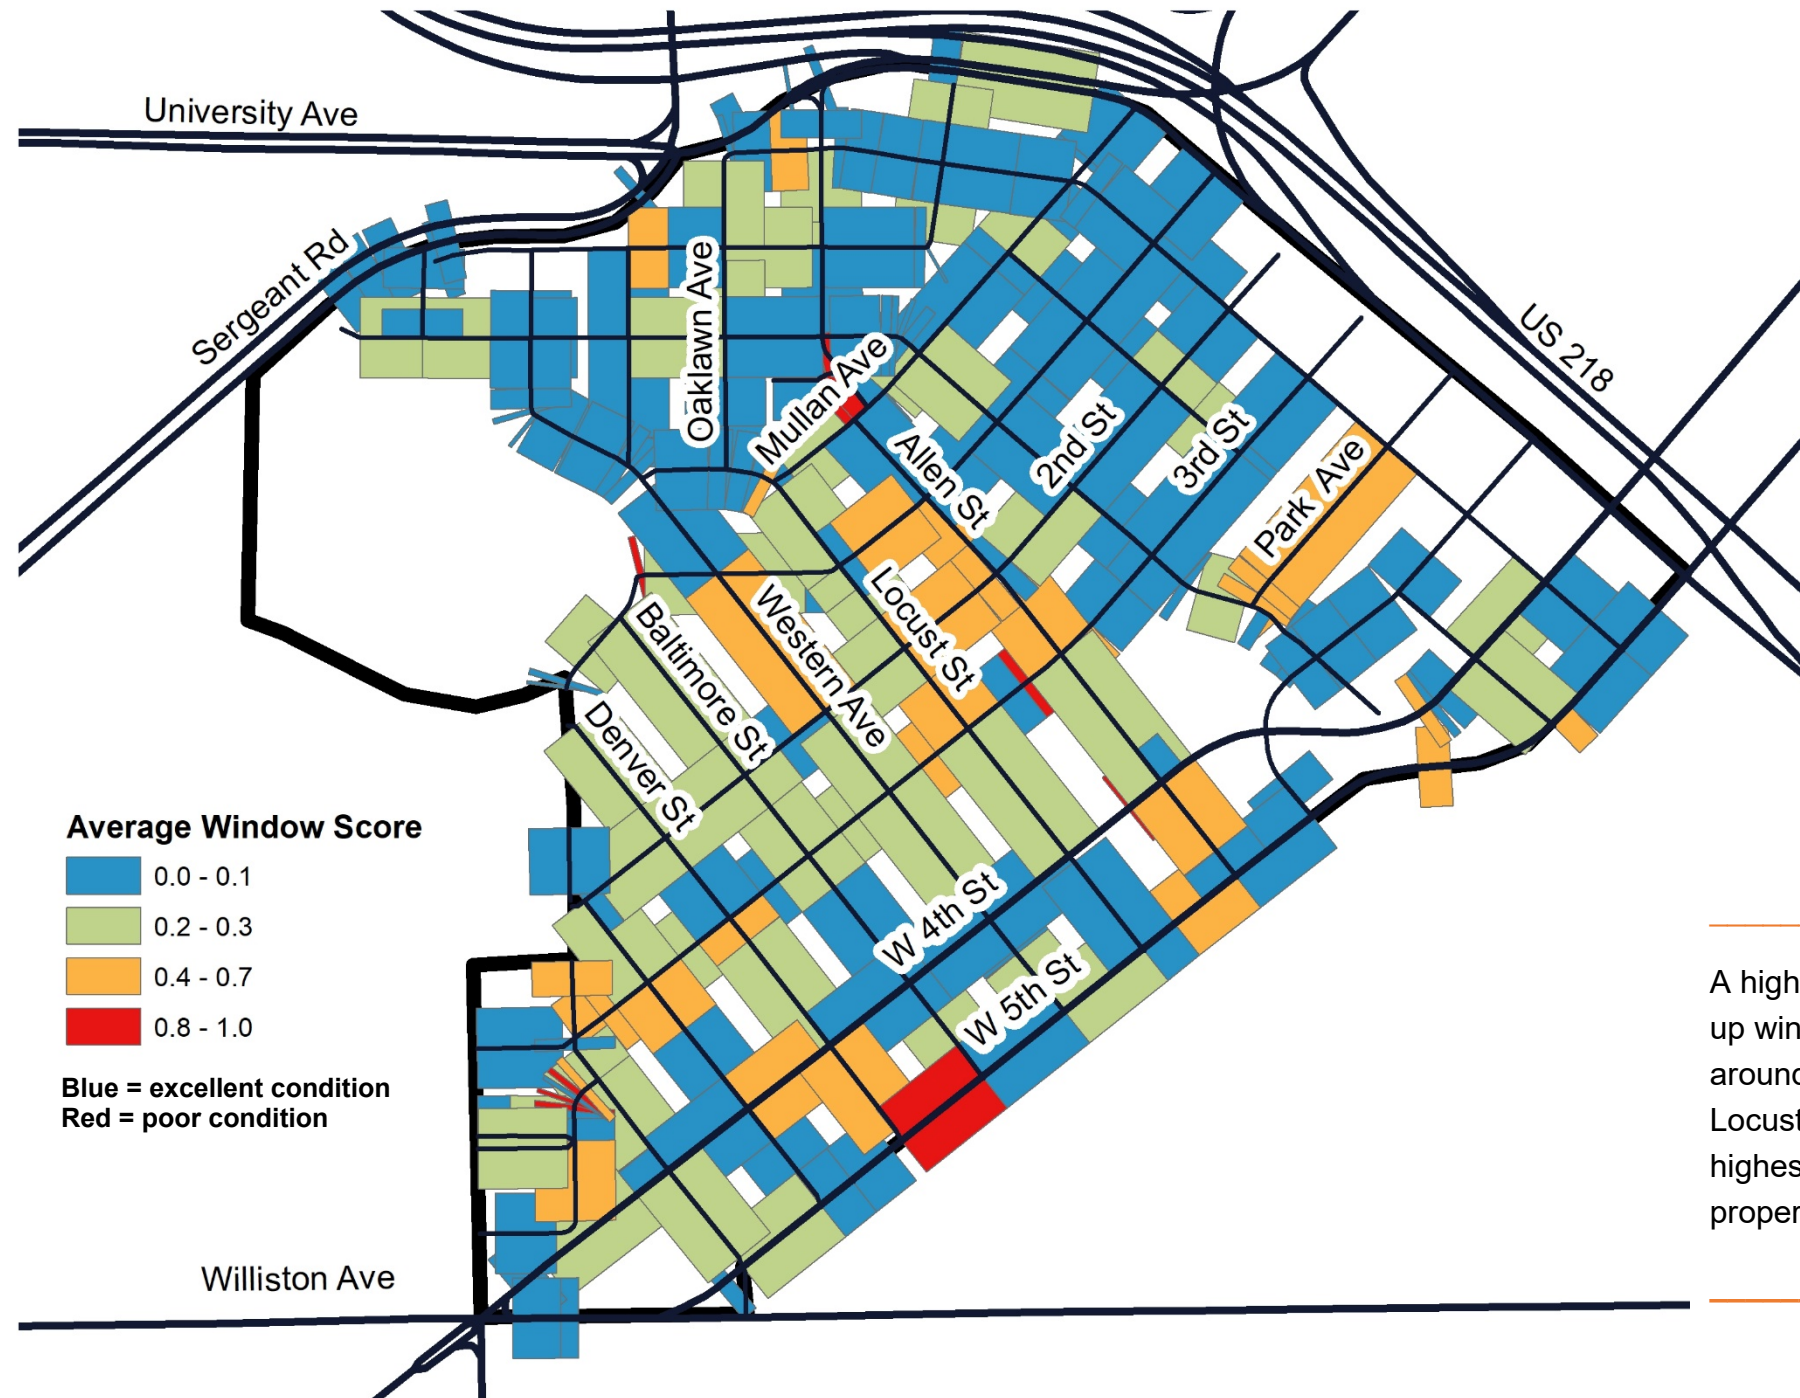 University Ave
Sergeant Rd
US 218
Oaklawn Ave
Mullan Ave
Allen St
2nd St
3rd St
Park Ave
Locust St
Western Ave
Baltimore St
Denver St
W 4th St
W 5th St
Williston Ave
Average Window Score
0.0 - 0.1
0.2 - 0.3
0.4 - 0.7
0.8 - 1.0
Blue = excellent condition
Red = poor condition
A high
up win
around
Locust
highes
proper